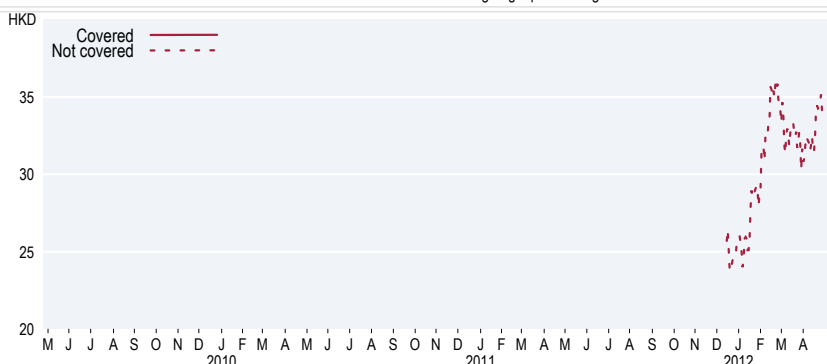 HKD
Covered
Not covered
35
30
25
20
M J J A S O N D J F M A M J J A S O N D J F M A M J J A S O N D J F M A
2010 2011 2012